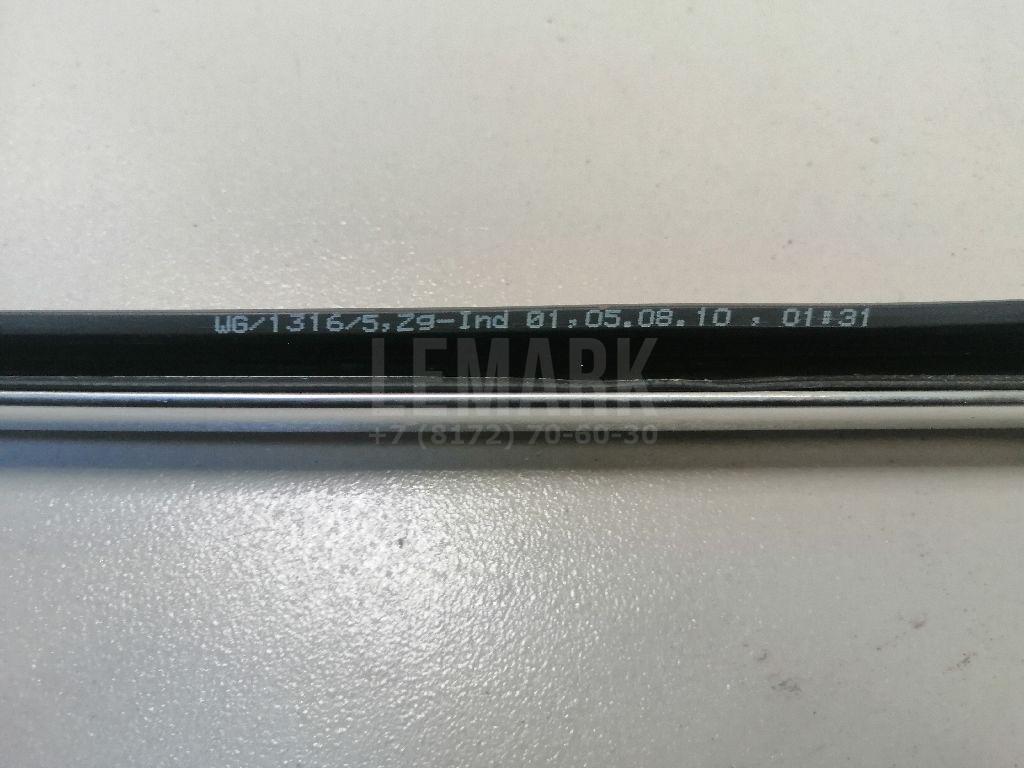 WG/1316/5,Zg-Ind 01,05.08.10 , 01:31
LEMARK
+7 (8172) 70-60-30